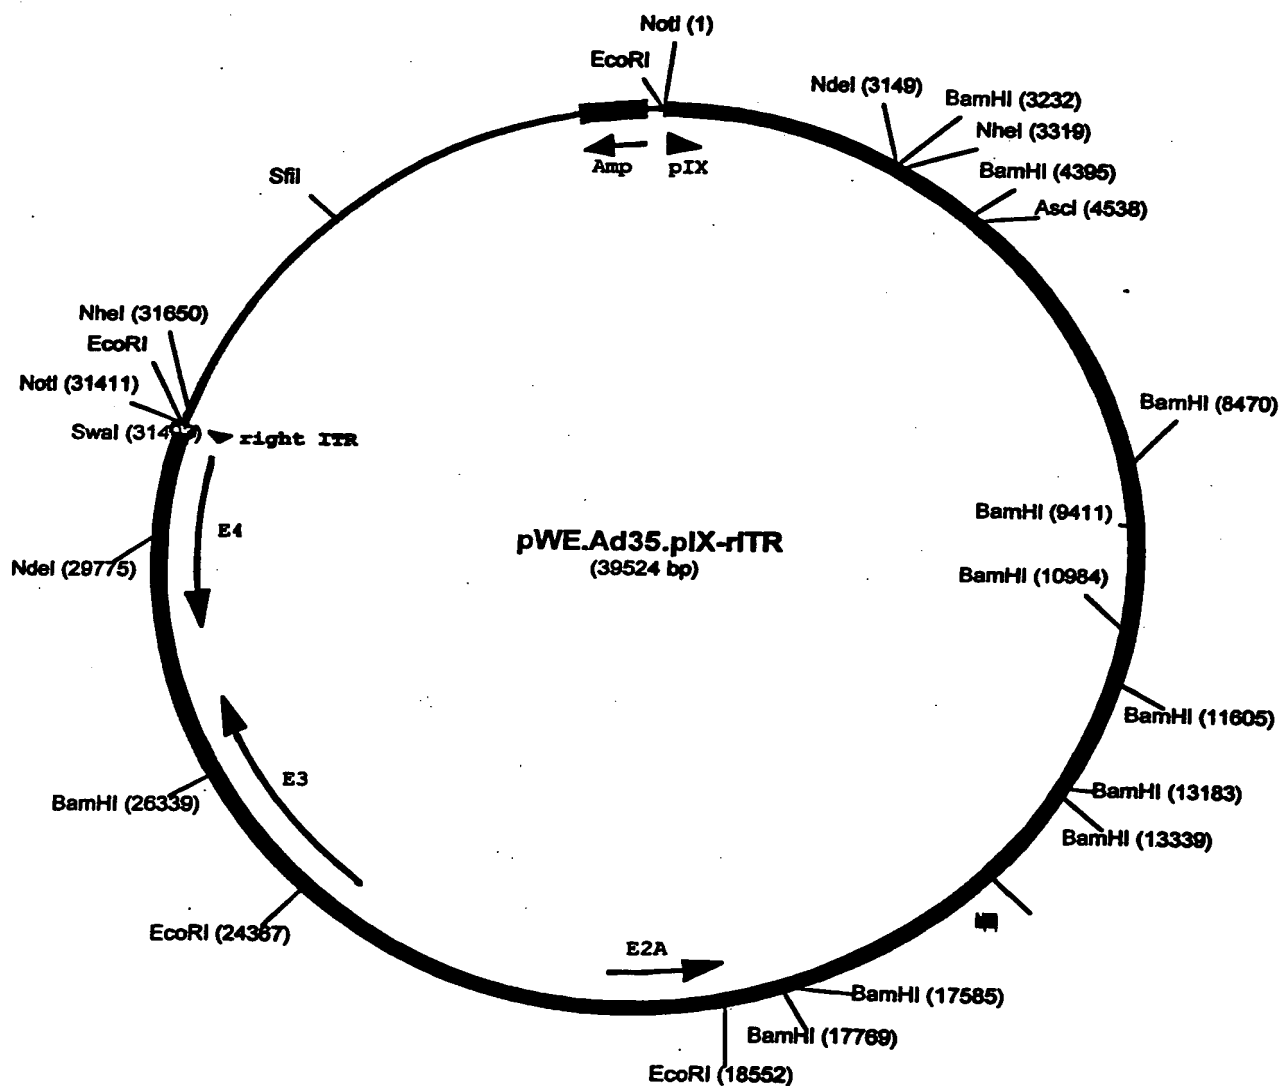 NotI (1)
EcoRI
NdeI (3149)
BamHI (3232)
NheI (3319)
BamHI (4395)
AscI (4538)
Amp
pIX
SfiI
NheI (31650)
EcoRI
NotI (31411)
SwaI
right ITR
BamHI (8470)
E4
BamHI (9411)
pWE.Ad35.pIX-rITR
(39524 bp)
NdeI (29775)
BamHI (10984)
BamHI (11605)
E3
BamHI (26339)
BamHI (13183)
BamHI (13339)
EcoRI (24387)
E2A
BamHI (17585)
BamHI (17769)
EcoRI (18552)